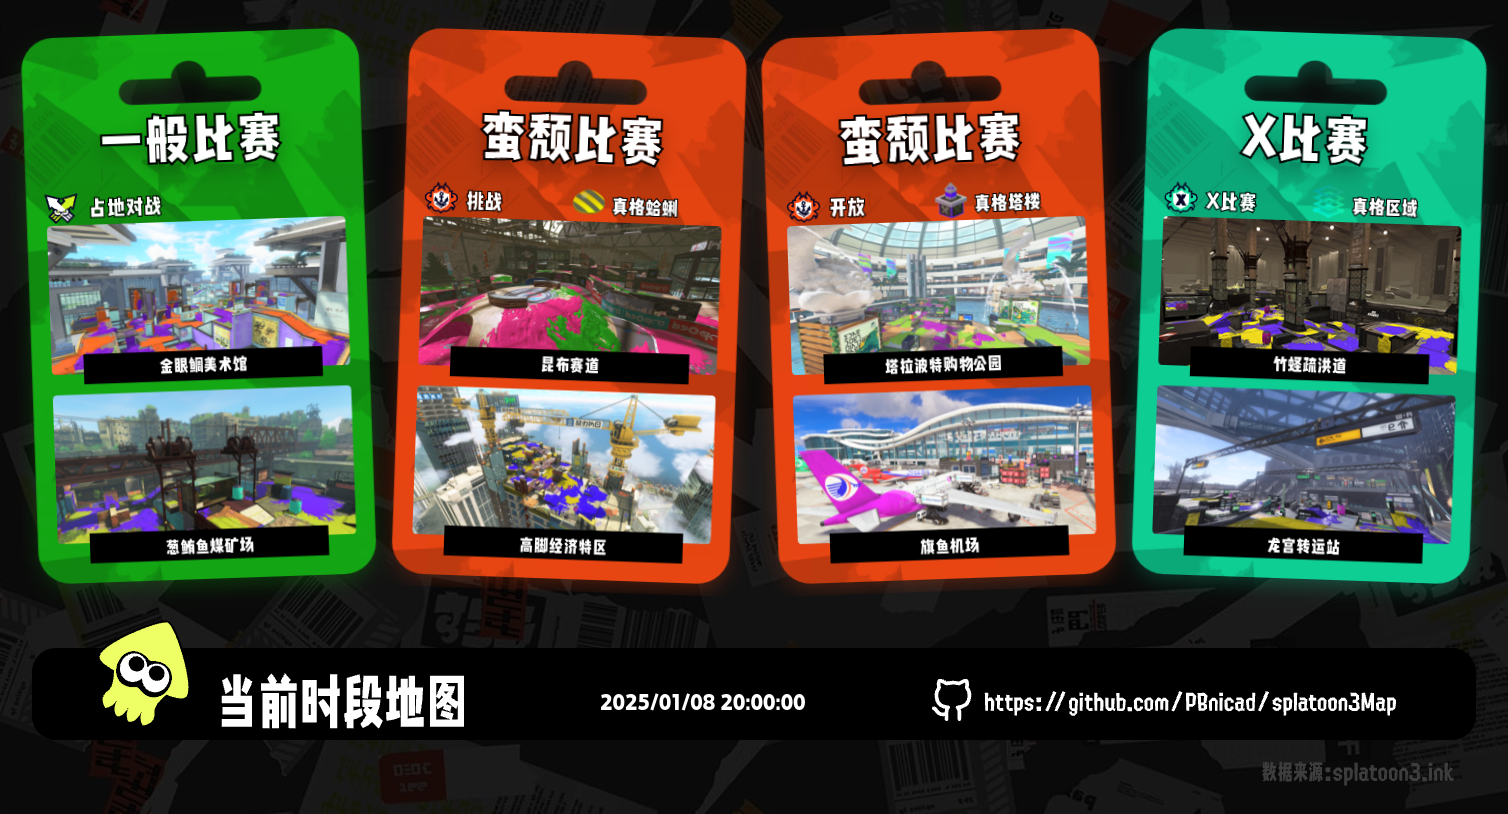 一般比赛
占地对战
金眼鲷美术馆
葱鲔鱼煤矿场
蛮颓比赛
挑战
真格蛤蜊
昆布赛道
高脚经济特区
蛮颓比赛
开放
真格塔楼
塔拉波特购物公园
旗鱼机场
X比赛
X比赛
真格区域
竹蛏疏洪道
龙宫转运站
当前时段地图
2025/01/08 20:00:00
https://github.com/PBnicad/splatoon3Map
数据来源:splatoon3.ink